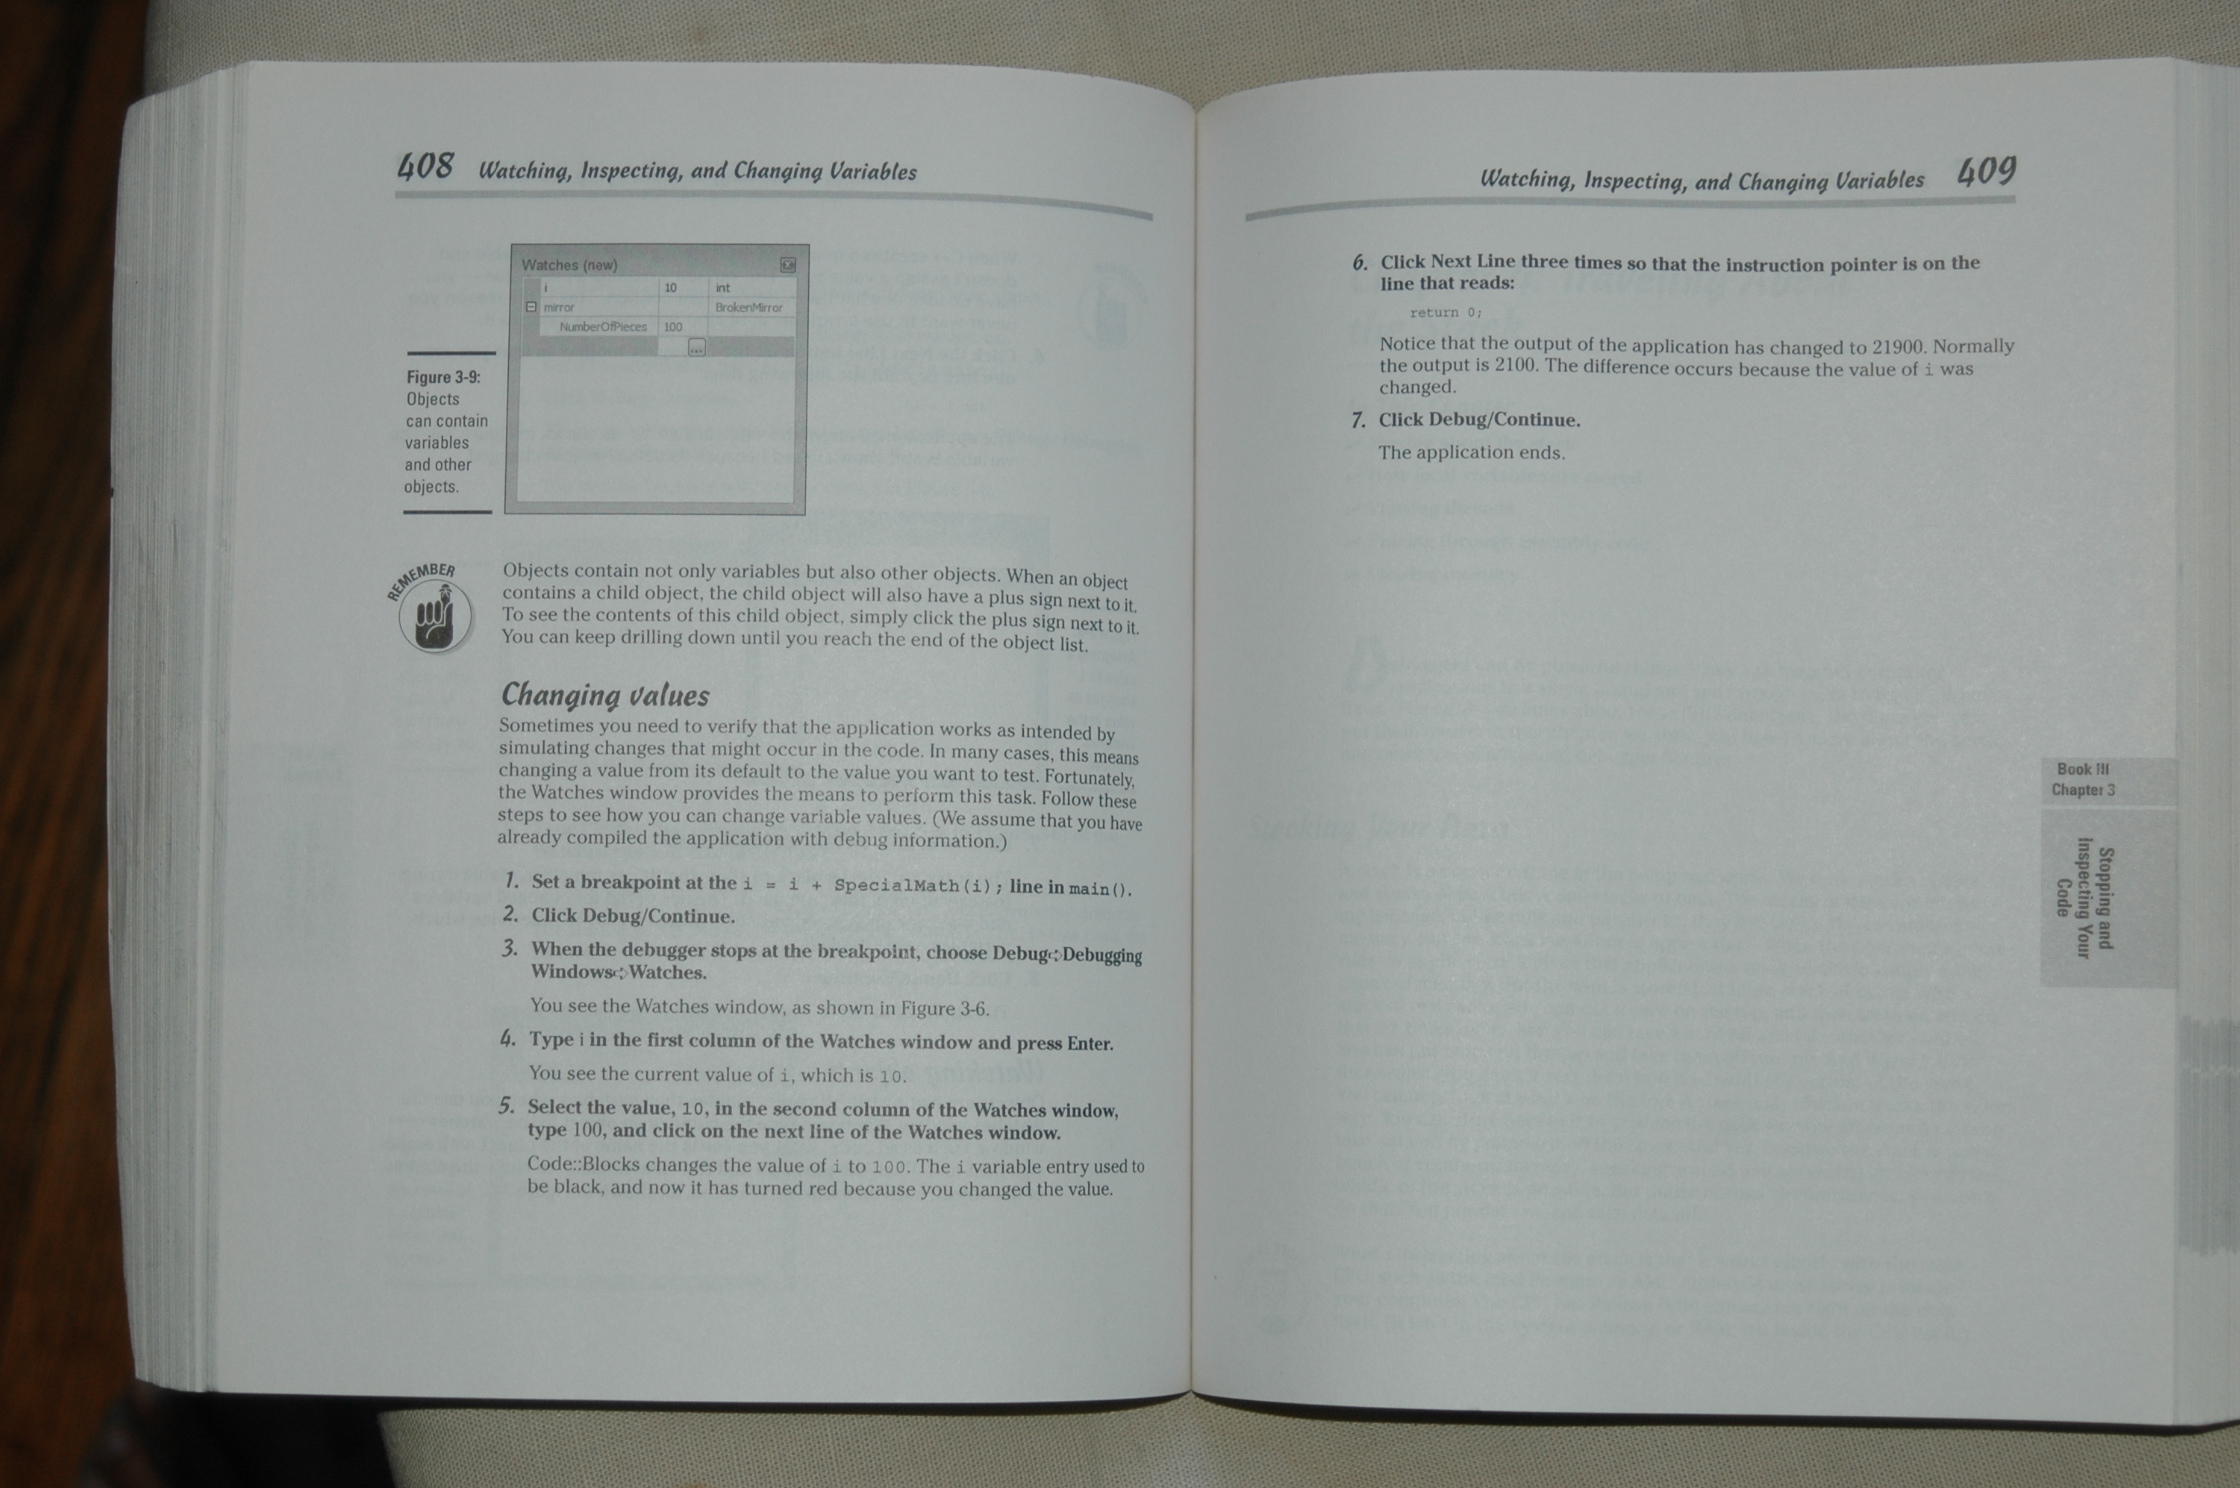 408 Watching, Inspecting, and Changing Variables
Watches (new)
i 10 int
mirror BrokenMirror
NumberOfPieces 100
...
Figure 3-9:
Objects
can contain
variables
and other
objects.
REMEMBER
Objects contain not only variables but also other objects. When an object
contains a child object, the child object will also have a plus sign next to it.
To see the contents of this child object, simply click the plus sign next to it.
You can keep drilling down until you reach the end of the object list.
Changing values
Sometimes you need to verify that the application works as intended by
simulating changes that might occur in the code. In many cases, this means
changing a value from its default to the value you want to test. Fortunately,
the Watches window provides the means to perform this task. Follow these
steps to see how you can change variable values. (We assume that you have
already compiled the application with debug information.)
1. Set a breakpoint at the i = i + SpecialMath(i); line in main().
2. Click Debug/Continue.
3. When the debugger stops at the breakpoint, choose Debug➪Debugging
Windows➪Watches.
You see the Watches window, as shown in Figure 3-6.
4. Type i in the first column of the Watches window and press Enter.
You see the current value of i, which is 10.
5. Select the value, 10, in the second column of the Watches window,
type 100, and click on the next line of the Watches window.
Code::Blocks changes the value of i to 100. The i variable entry used to
be black, and now it has turned red because you changed the value.
Watching, Inspecting, and Changing Variables 409
6. Click Next Line three times so that the instruction pointer is on the
line that reads:
return 0;
Notice that the output of the application has changed to 21900. Normally
the output is 2100. The difference occurs because the value of i was
changed.
7. Click Debug/Continue.
The application ends.
Book III
Chapter 3
Stopping and
Inspecting Your
Code